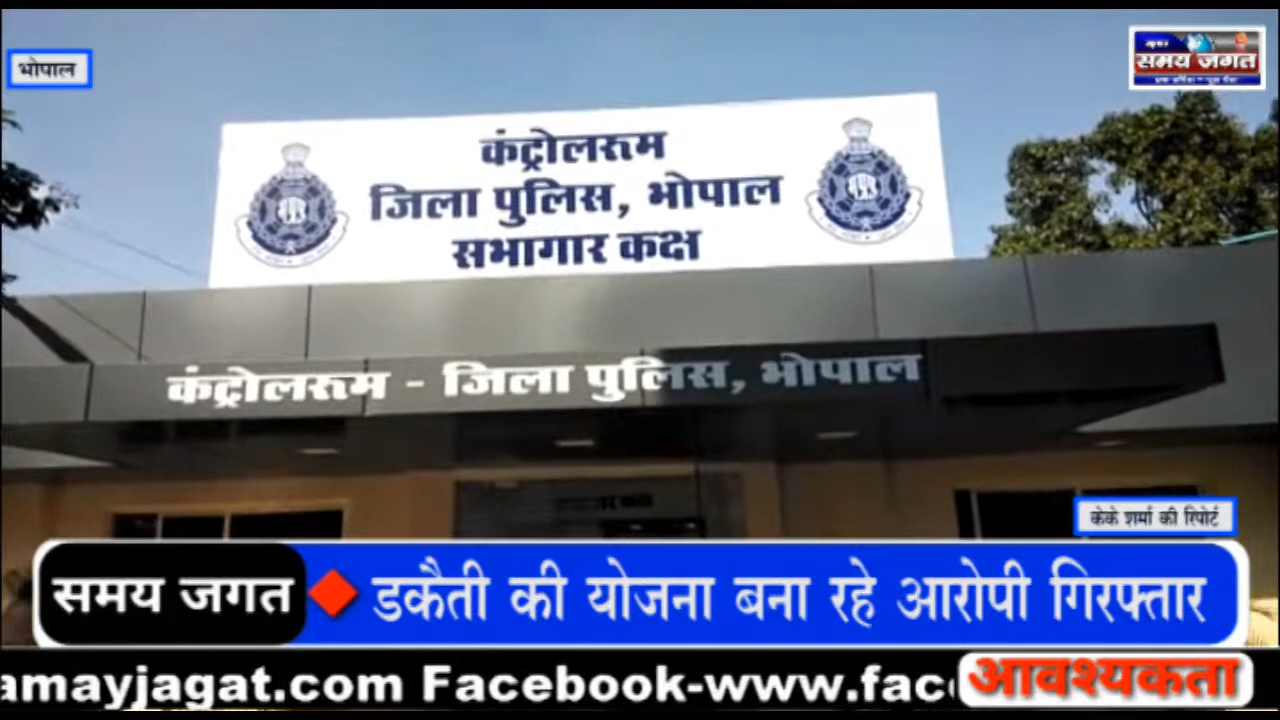 भोपाल
समय जगत
कंट्रोलरूम
जिला पुलिस, भोपाल
सभागार कक्ष
कंट्रोलरूम - जिला पुलिस, भोपाल
केके शर्मा की रिपोर्ट
समय जगत डकैती की योजना बना रहे आरोपी गिरफ्तार
amayjagat.com Facebook-www.fac
आवश्यकता